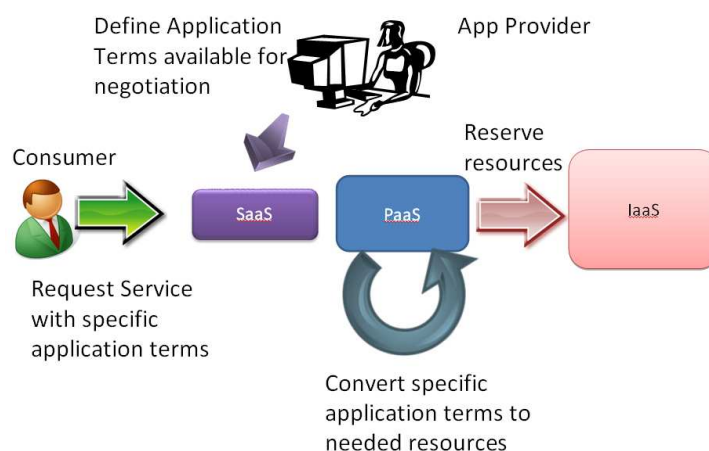 Define Application
Terms available for
negotiation
App Provider
Consumer
Reserve
resources
SaaS
PaaS
IaaS
Request Service
with specific
application terms
Convert specific
application terms to
needed resources